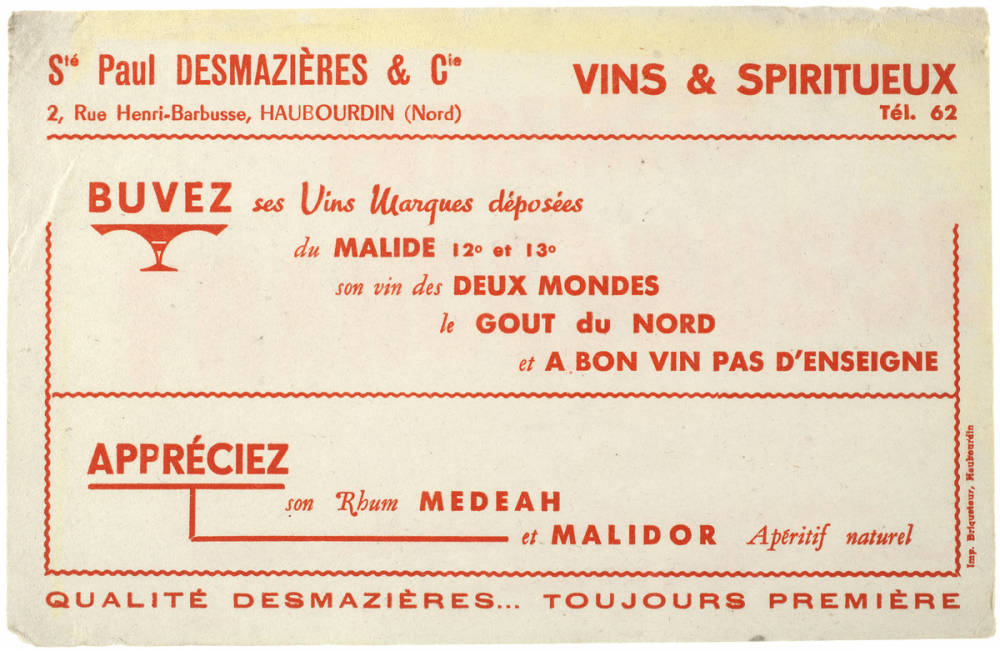 Sté Paul DESMAZIÈRES & Cie
2, Rue Henri-Barbusse, HAUBOURDIN (Nord)
VINS & SPIRITUEUX
Tél. 62
BUVEZ ses Vins Marques déposées
du MALIDE 12° et 13°
son vin des DEUX MONDES
le GOUT du NORD
et A BON VIN PAS D'ENSEIGNE
APPRÉCIEZ
son Rhum MEDEAH
et MALIDOR Apéritif naturel
Imp. Briqueteur, Haubourdin
QUALITÉ DESMAZIÈRES... TOUJOURS PREMIÈRE